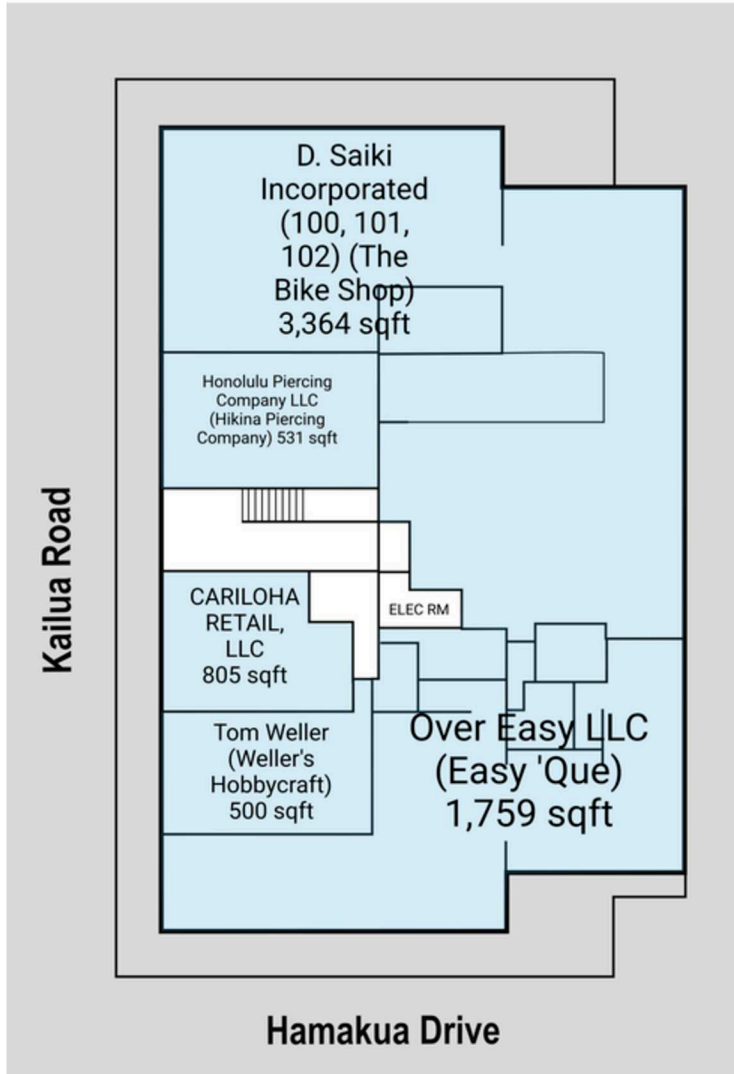 D. Saiki
Incorporated
(100, 101,
102) (The
Bike Shop)
3,364 sqft
Honolulu Piercing
Company LLC
(Hikina Piercing
Company) 531 sqft
Kailua Road
CARILOHA
RETAIL,
LLC
805 sqft
ELEC RM
Tom Weller
(Weller's
Hobbycraft)
500 sqft
Over Easy LLC
(Easy 'Que)
1,759 sqft
Hamakua Drive